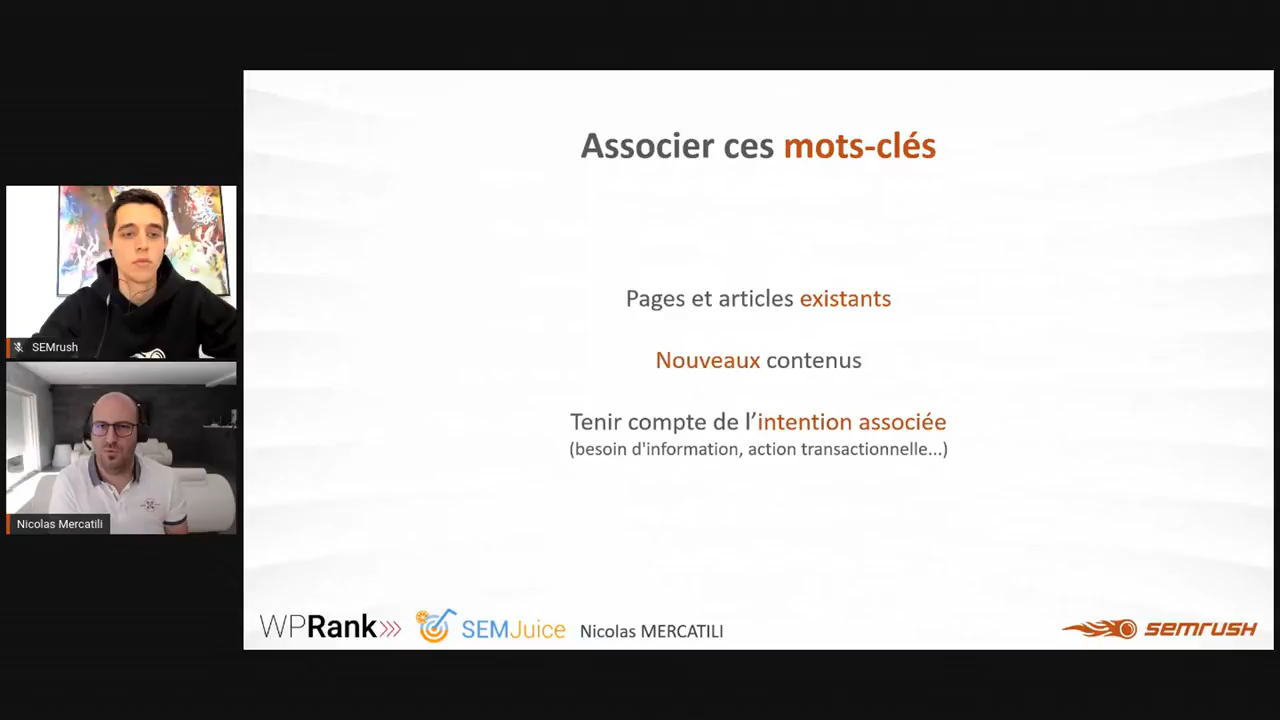 Associer ces mots-clés
Pages et articles existants
Nouveaux contenus
Tenir compte de l’intention associée
(besoin d'information, action transactionnelle...)
SEMrush
Nicolas Mercatili
WPRank
SEMJuice
Nicolas MERCATILI
semrush